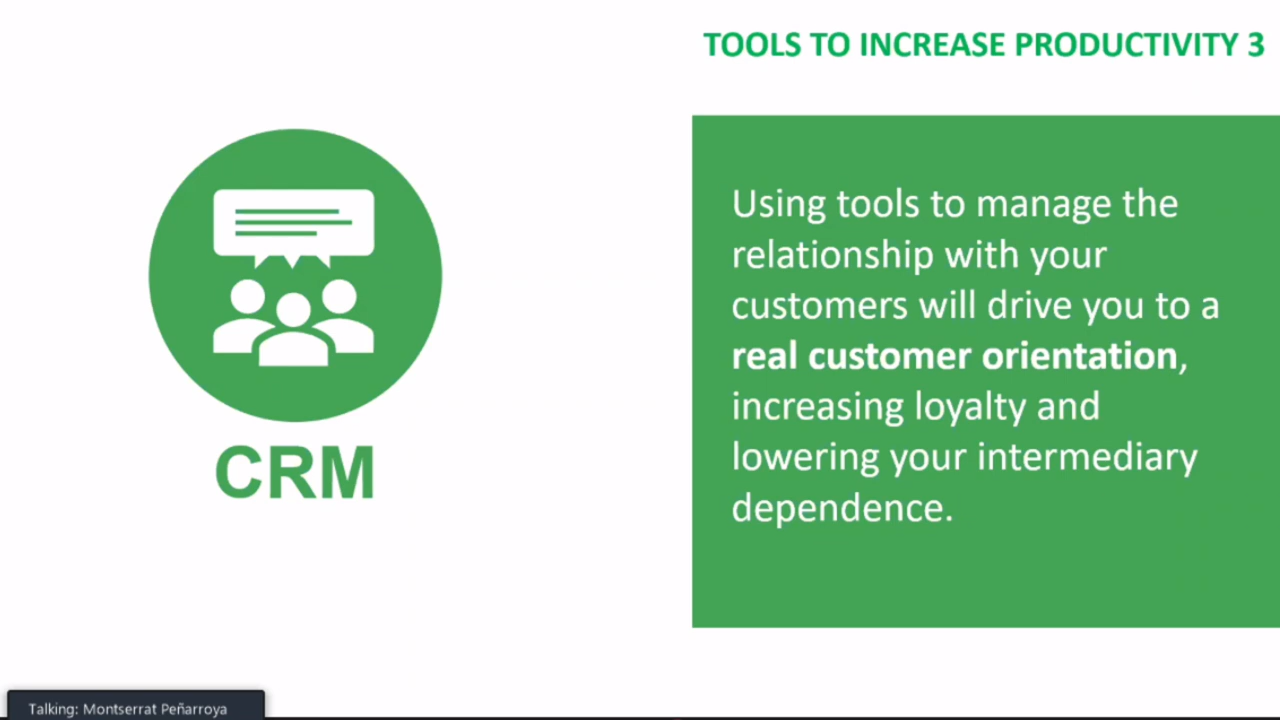 TOOLS TO INCREASE PRODUCTIVITY 3
CRM
Using tools to manage the
relationship with your
customers will drive you to a
real customer orientation,
increasing loyalty and
lowering your intermediary
dependence.
Talking: Montserrat Peñarroya